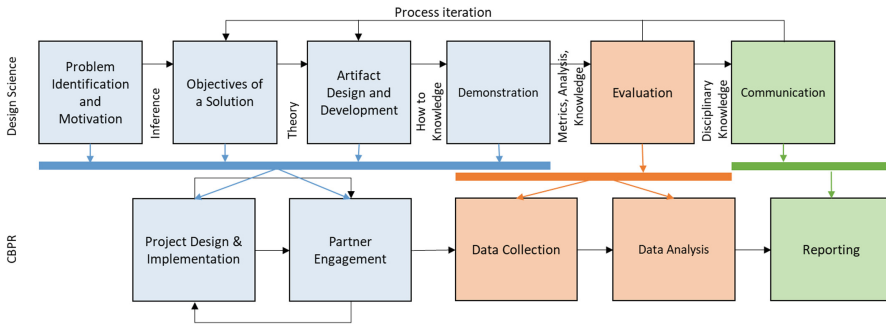 Process iteration
Design Science
Problem
Identification
and
Motivation
Inference
Objectives of
a Solution
Theory
Artifact
Design and
Development
How to
Knowledge
Demonstration
Metrics, Analysis,
Knowledge
Evaluation
Disciplinary
Knowledge
Communication
CBPR
Project Design &
Implementation
Partner
Engagement
Data Collection
Data Analysis
Reporting